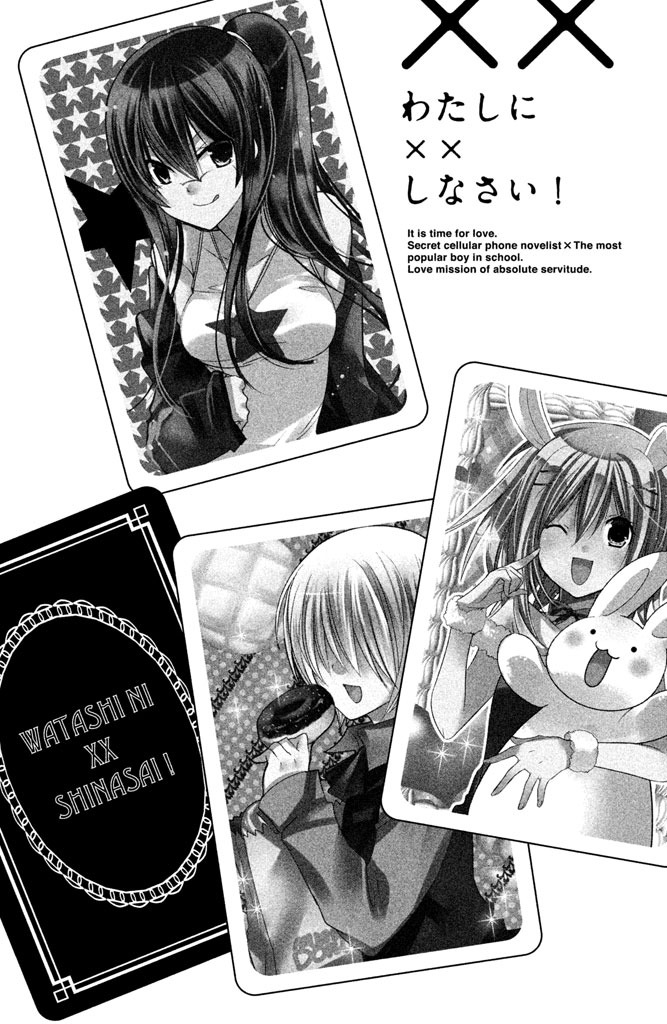 ××
わたしに
××
しなさい！
It is time for love.
Secret cellular phone novelist×The most
popular boy in school.
Love mission of absolute servitude.
WATASHI NI
XX
SHINASAI !